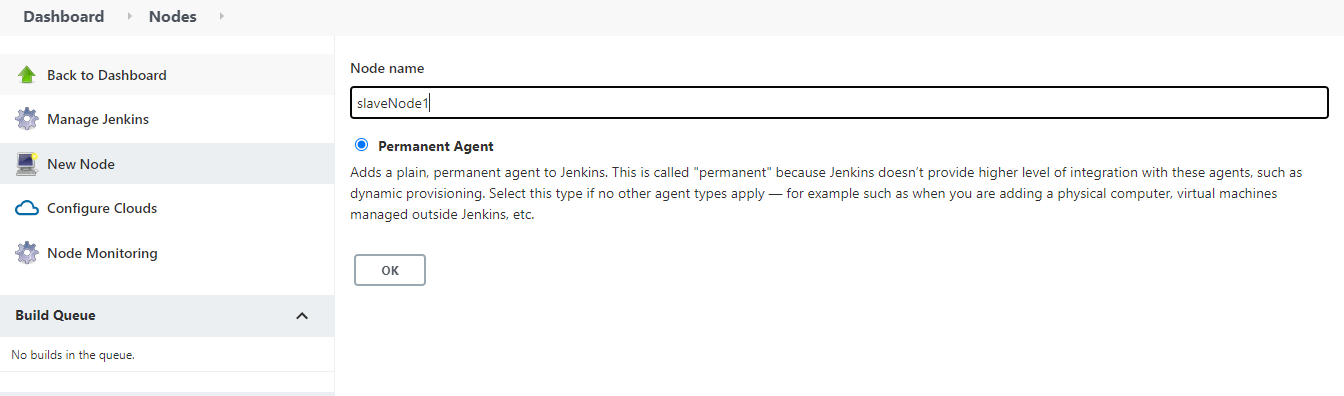 Dashboard Nodes
Back to Dashboard
Manage Jenkins
New Node
Configure Clouds
Node Monitoring
Build Queue
No builds in the queue.
Node name
slaveNode1
Permanent Agent
Adds a plain, permanent agent to Jenkins. This is called "permanent" because Jenkins doesn't provide higher level of integration with these agents, such as
dynamic provisioning. Select this type if no other agent types apply — for example such as when you are adding a physical computer, virtual machines
managed outside Jenkins, etc.
OK